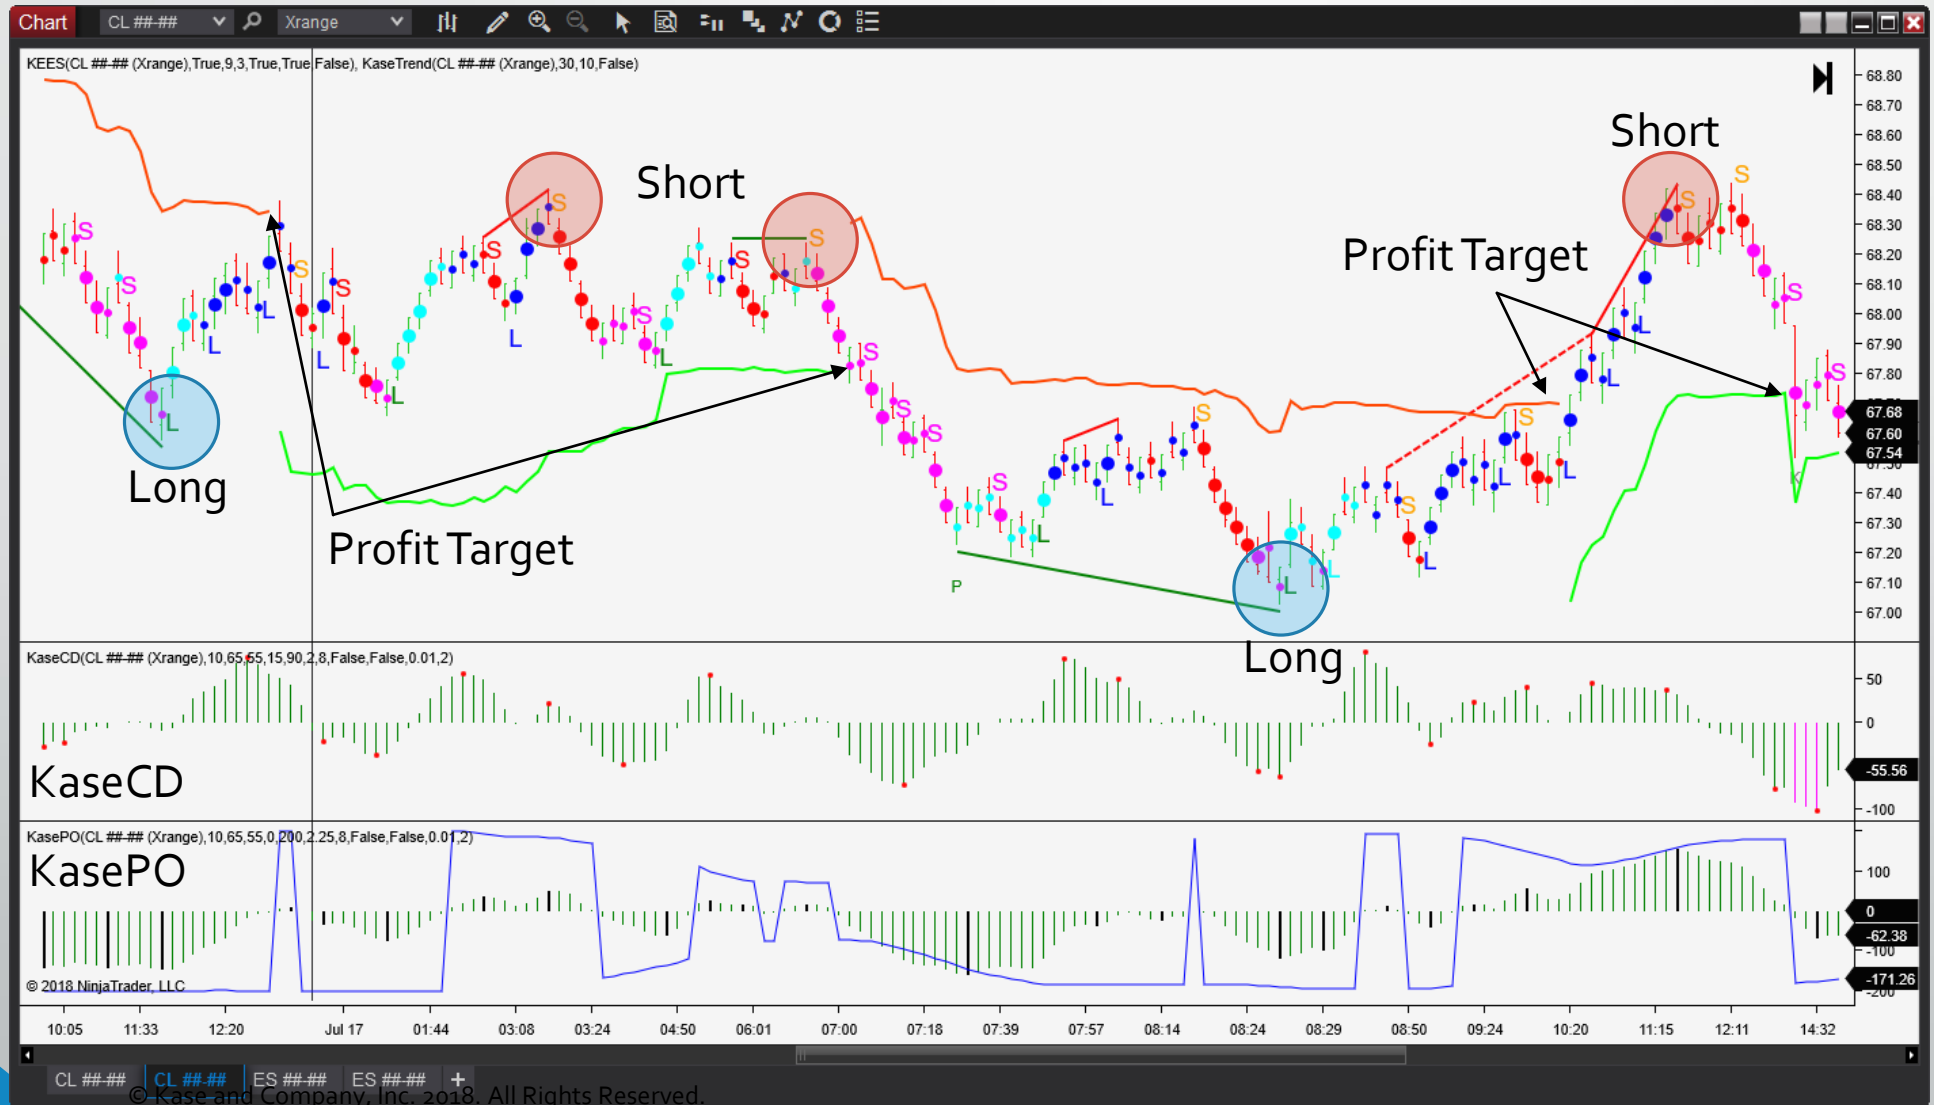 Chart CL ##-## Xrange
KEES(CL ##-## (Xrange),True,9,3,True,True,False), KaseTrend(CL ##-## (Xrange),30,10,False)
68.80
68.70
68.60
68.50
68.40
68.30
68.20
68.10
68.00
67.90
67.80
67.68
67.60
67.54
67.50
67.40
67.30
67.20
67.10
67.00
Short
Short
Profit Target
Long
Profit Target
Long
S S S S L L L L
S S S S S S L L L
S S S S S S L L L L L
S S S S S L L L L L
K
P
KaseCD(CL ##-## (Xrange),10,65,65,15,90,2,8,False,False,0.01,2)
KaseCD
50
0
-55.56
-100
KasePO(CL ##-## (Xrange),10,65,55,0,200,2.25,8,False,False,0.01,2)
KasePO
100
0
-62.38
-100
-171.26
-200
© 2018 NinjaTrader, LLC
10:05 11:33 12:20 Jul 17 01:44 03:08 03:24 04:50 06:01 07:00 07:18 07:39 07:57 08:14 08:24 08:29 08:50 09:24 10:20 11:15 12:11 14:32
CL ##-## CL ##-## ES ##-## ES ##-## +
© Kase and Company, Inc. 2018. All Rights Reserved.